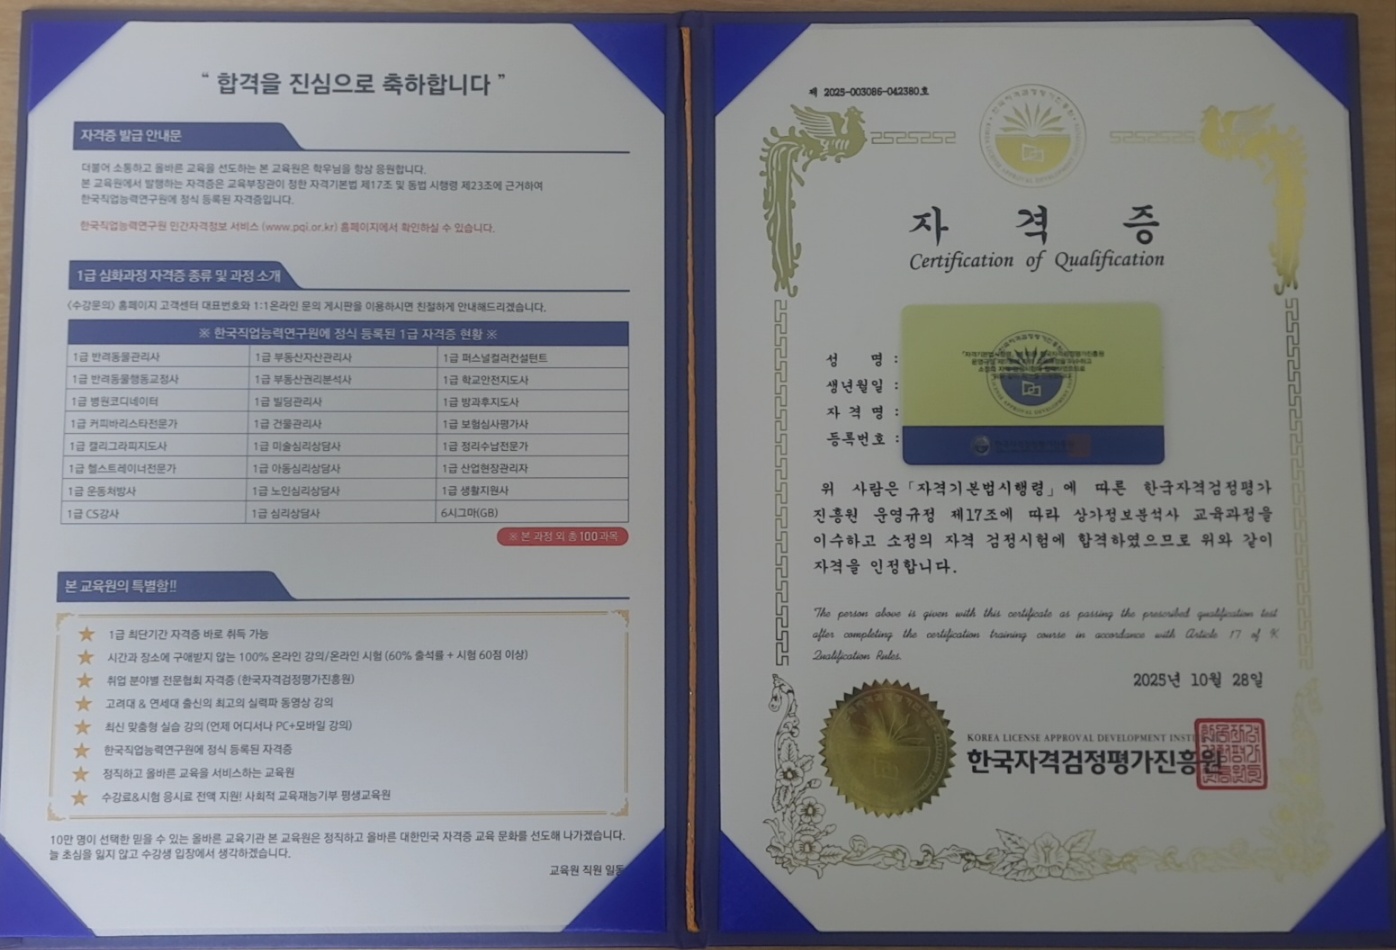 “ 합격을 진심으로 축하합니다 ”
자격증 발급 안내문
더불어 소통하고 올바른 교육을 선도하는 본 교육원은 학우님을 항상 응원합니다.
본 교육원에서 발행하는 자격증은 교육부장관이 정한 자격기본법 제17조 및 동법 시행령 제23조에 근거하여
한국직업능력연구원에 정식 등록된 자격증입니다.
한국직업능력연구원 민간자격정보 서비스 (www.pqi.or.kr) 홈페이지에서 확인하실 수 있습니다.
1급 심화과정 자격증 종류 및 과정 소개
<수강문의> 홈페이지 고객센터 대표번호와 1:1온라인 문의 게시판을 이용하시면 친절하게 안내해드리겠습니다.
※ 한국직업능력연구원에 정식 등록된 1급 자격증 현황 ※
1급 반려동물관리사 1급 부동산자산관리사 1급 퍼스널컬러컨설턴트
1급 반려동물행동교정사 1급 부동산권리분석사 1급 학교안전지도사
1급 병원코디네이터 1급 빌딩관리사 1급 방과후지도사
1급 커피바리스타전문가 1급 건물관리사 1급 보험심사평가사
1급 캘리그라피지도사 1급 미술심리상담사 1급 정리수납전문가
1급 헬스트레이너전문가 1급 아동심리상담사 1급 산업현장관리자
1급 운동처방사 1급 노인심리상담사 1급 생활지원사
1급 CS강사 1급 심리상담사 6시그마(GB)
※ 본 과정 외 총 100과목
본 교육원의 특별함!!
1급 최단기간 자격증 바로 취득 가능
시간과 장소에 구애받지 않는 100% 온라인 강의/온라인 시험 (60% 출석률 + 시험 60점 이상)
취업 분야별 전문협회 자격증 (한국자격검정평가진흥원)
고려대 & 연세대 출신의 최고의 실력파 동영상 강의
최신 맞춤형 실습 강의 (언제 어디서나 PC+모바일 강의)
한국직업능력연구원에 정식 등록된 자격증
정직하고 올바른 교육을 서비스하는 교육원
수강료&시험 응시료 전액 지원! 사회적 교육재능기부 평생교육원
10만 명이 선택한 믿을 수 있는 올바른 교육기관 본 교육원은 정직하고 올바른 대한민국 자격증 교육 문화를 선도해 나가겠습니다.
늘 초심을 잃지 않고 수강생 입장에서 생각하겠습니다.
교육원 직원 일동
제 2025-003086-042380호
자 격 증
Certification of Qualification
성 명 :
생년월일 :
자 격 명 :
등록번호 :
위 사람은 「자격기본법시행령」에 따른 한국자격검정평가
진흥원 운영규정 제17조에 따라 상가정보분석사 교육과정을
이수하고 소정의 자격 검정시험에 합격하였으므로 위와 같이
자격을 인정합니다.
The person above is given with this certificate as passing the prescribed qualification test
after completing the certification training course in accordance with Article 17 of K
Qualification Rules.
2025년 10월 28일
KOREA LICENSE APPROVAL DEVELOPMENT
한국자격검정평가진흥원